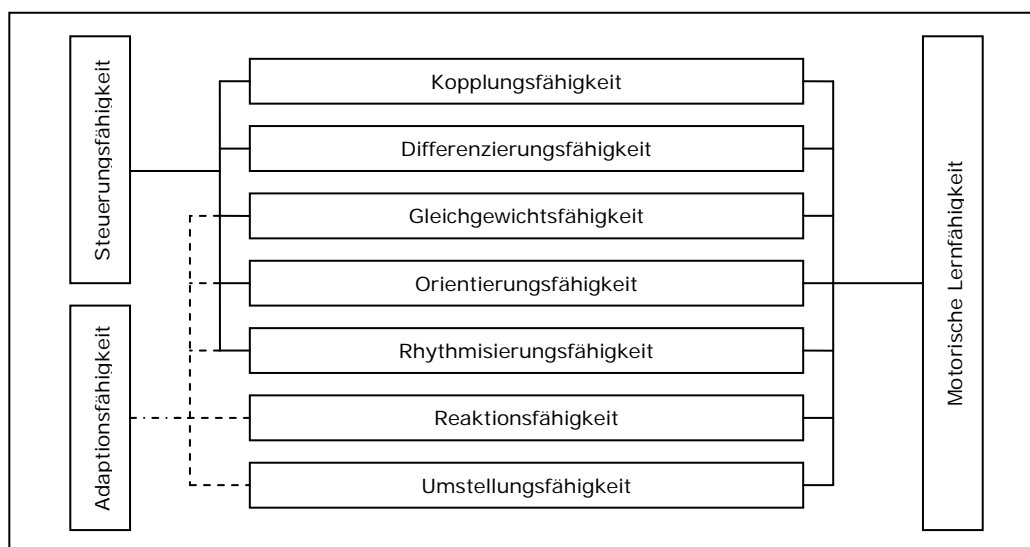 Steuerungsfähigkeit
Adaptionsfähigkeit
Kopplungsfähigkeit
Differenzierungsfähigkeit
Gleichgewichtsfähigkeit
Orientierungsfähigkeit
Rhythmisierungsfähigkeit
Reaktionsfähigkeit
Umstellungsfähigkeit
Motorische Lernfähigkeit